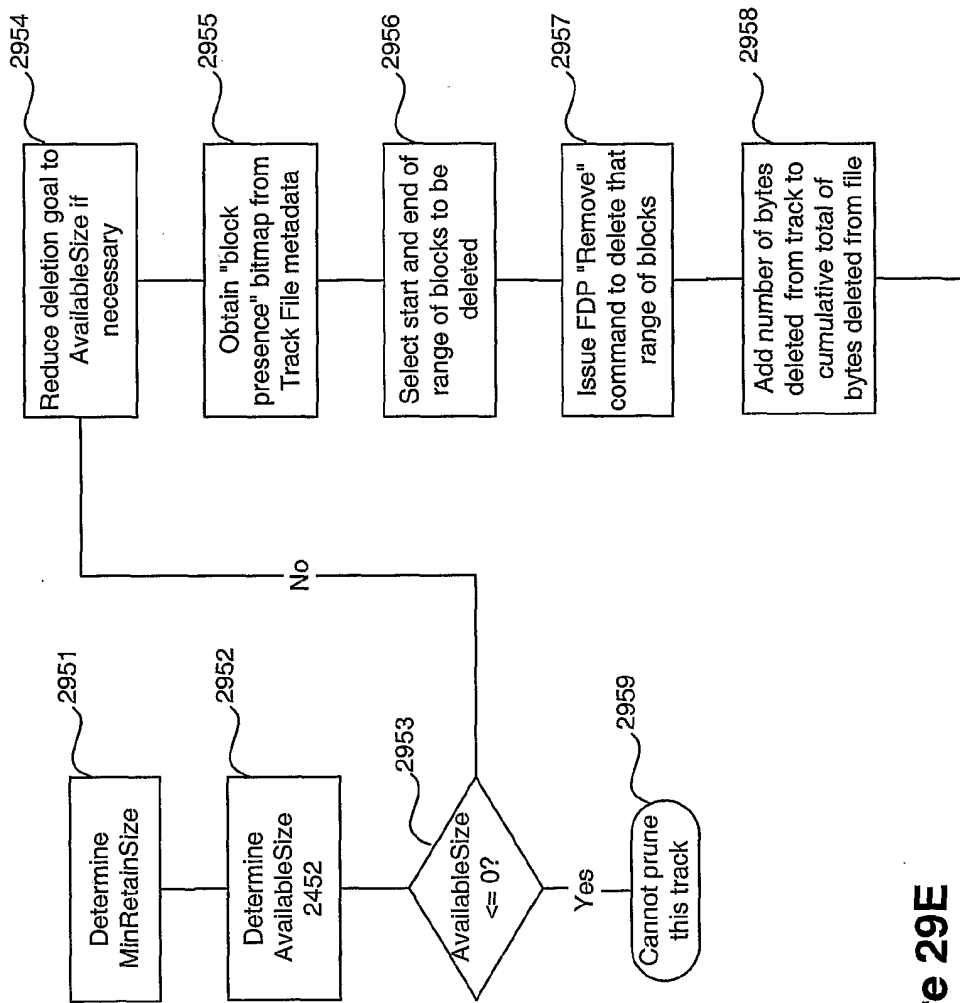 2951
Determine
MinRetainSize
2952
Determine
AvailableSize
2452
2953
AvailableSize
<= 0?
Yes
No
2959
Cannot prune
this track
2954
Reduce deletion goal to
AvailableSize if
necessary
2955
Obtain "block
presence" bitmap from
Track File metadata
2956
Select start and end of
range of blocks to be
deleted
2957
Issue FDP "Remove"
command to delete that
range of blocks
2958
Add number of bytes
deleted from track to
cumulative total of
bytes deleted from file
re 29E